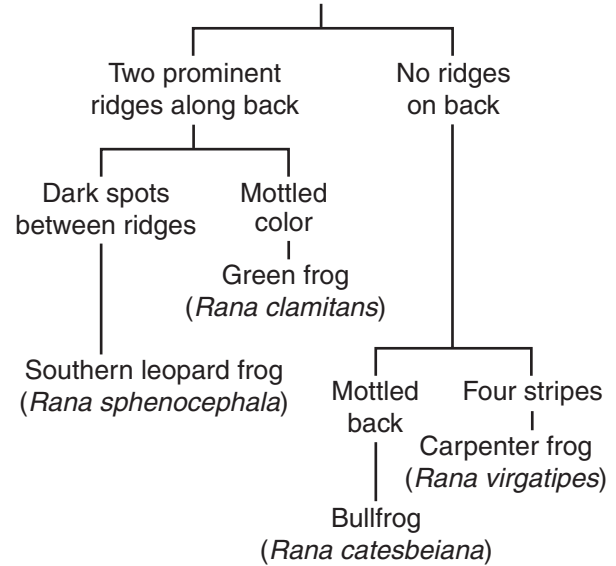 Two prominent
ridges along back
No ridges
on back
Dark spots
between ridges
Mottled
color
Green frog
(Rana clamitans)
Southern leopard frog
(Rana sphenocephala)
Mottled
back
Four stripes
Carpenter frog
(Rana virgatipes)
Bullfrog
(Rana catesbeiana)